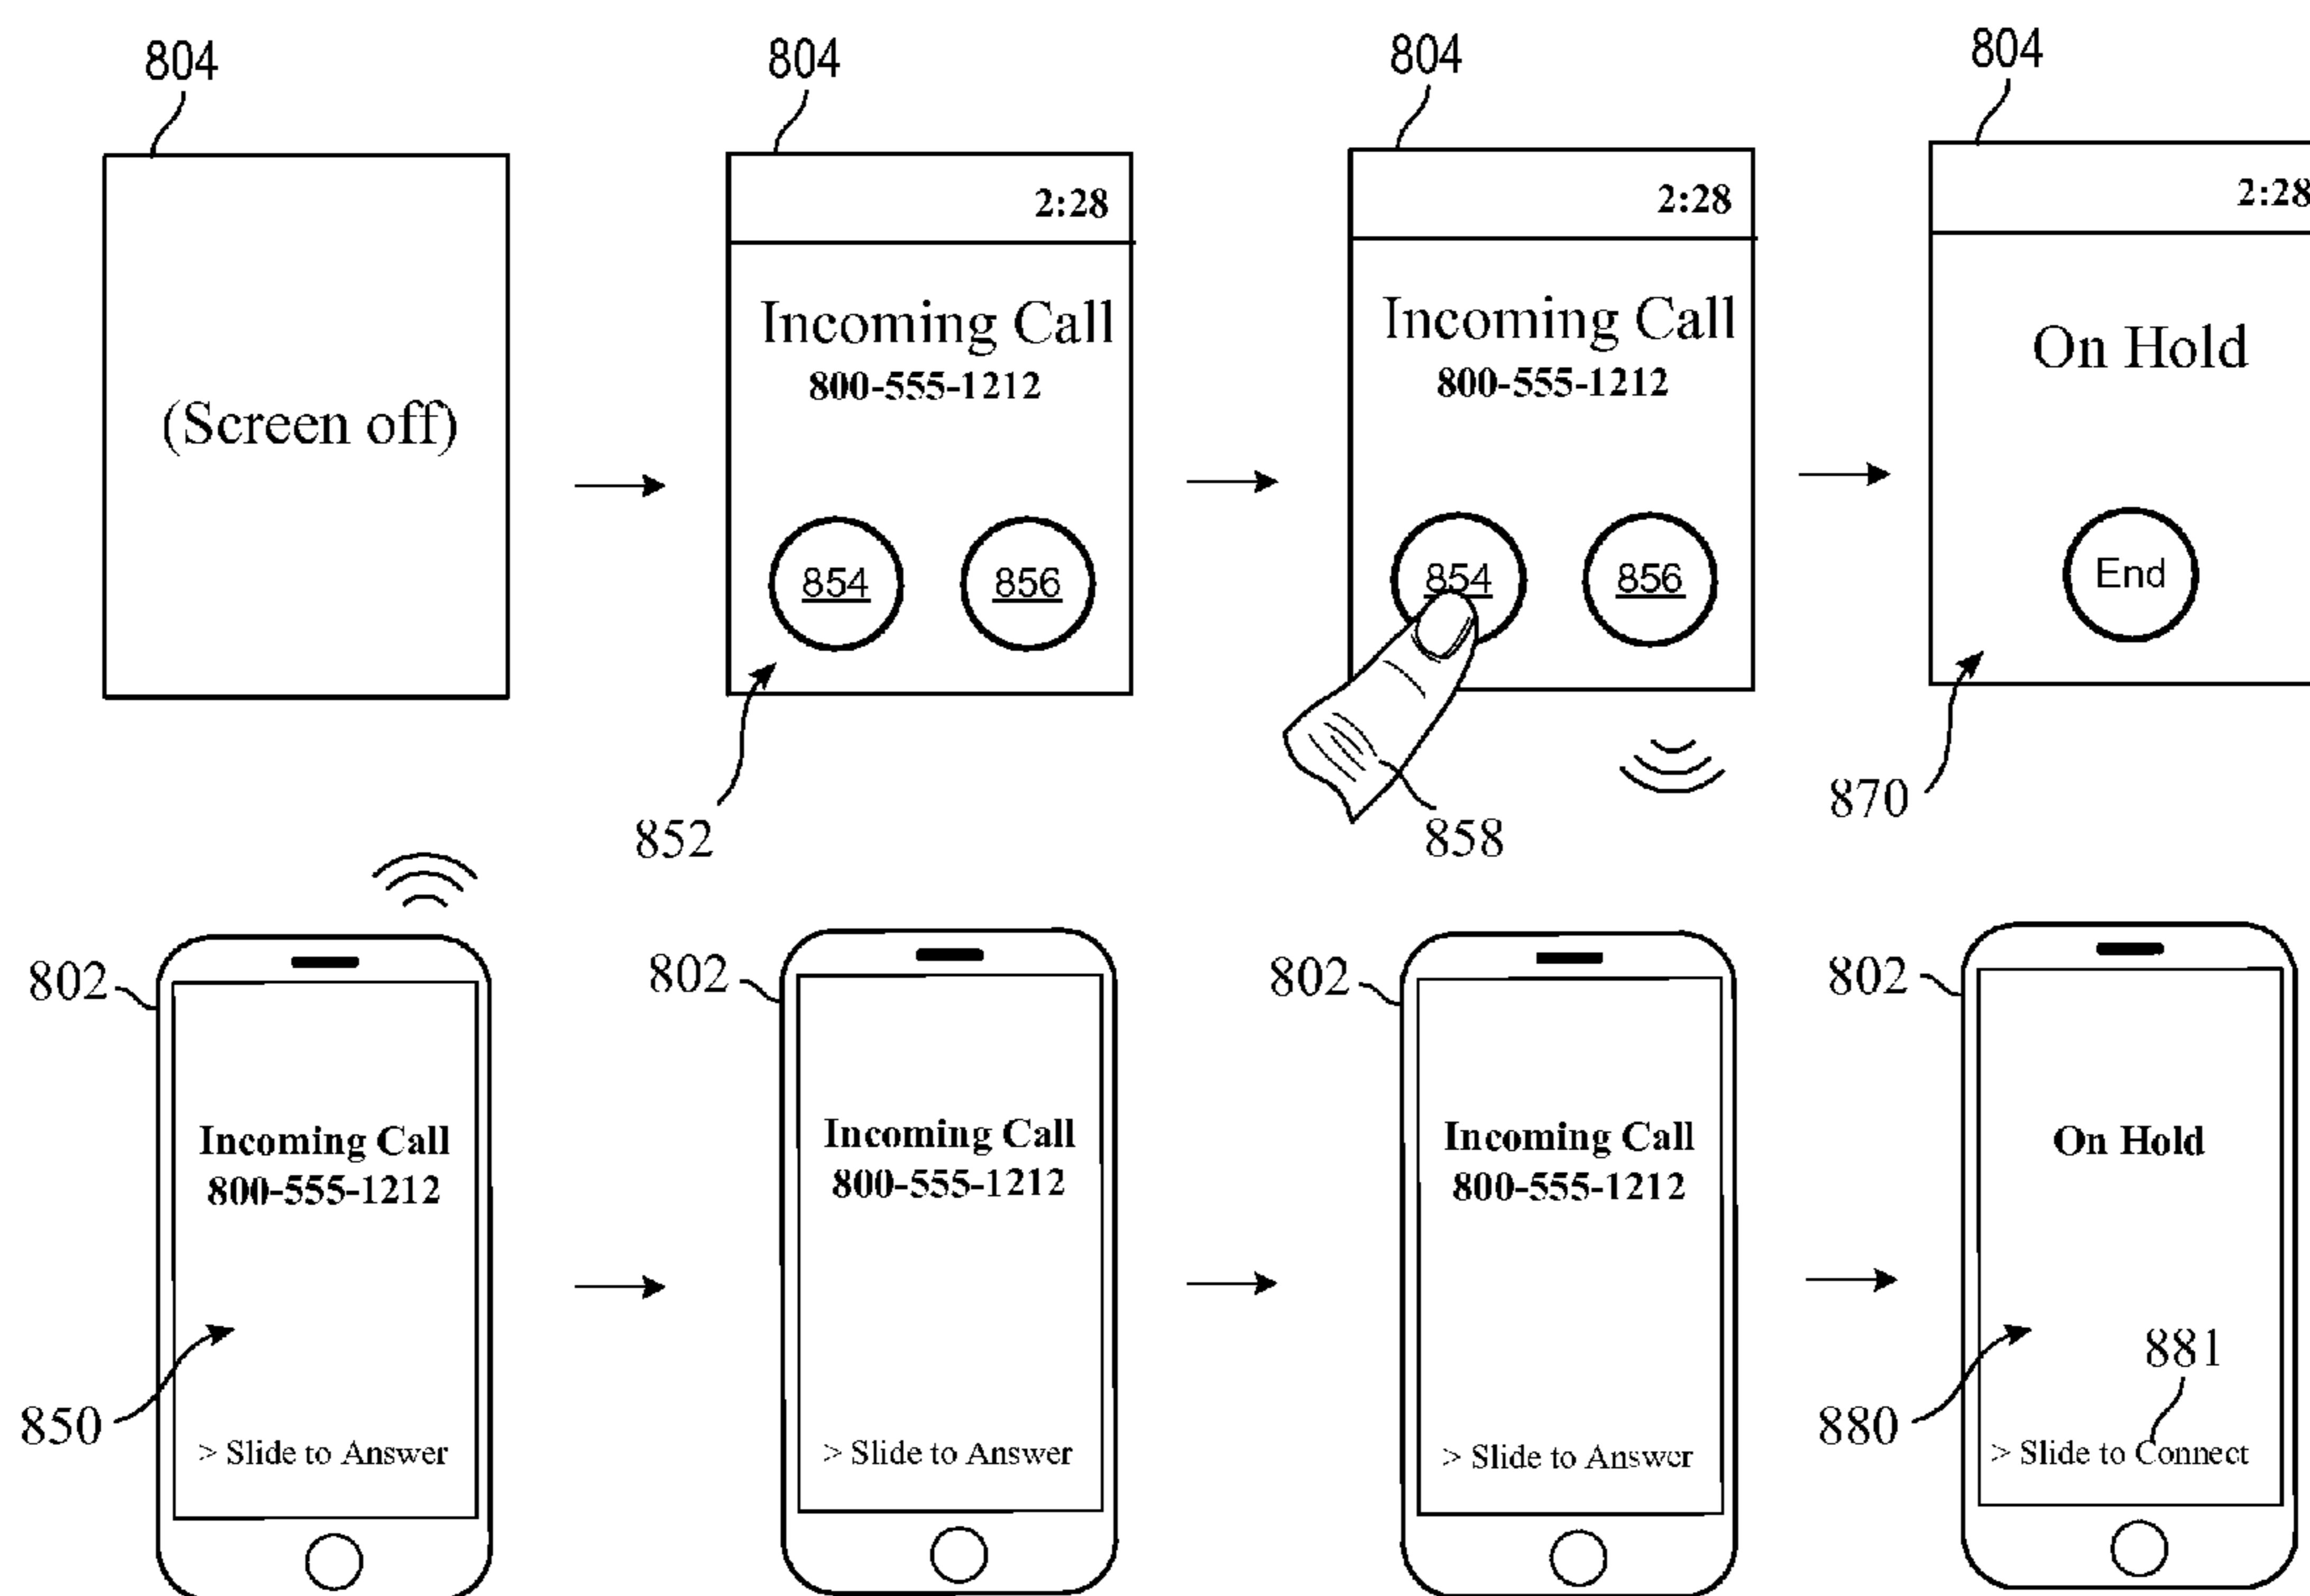 804
804
804
804
2:28
2:28
2:28
(Screen off)
Incoming Call
800-555-1212
Incoming Call
800-555-1212
On Hold
854
856
854
856
End
852
858
870
802
802
802
802
Incoming Call
800-555-1212
Incoming Call
800-555-1212
Incoming Call
800-555-1212
On Hold
850
880
881
> Slide to Answer
> Slide to Answer
> Slide to Answer
> Slide to Connect